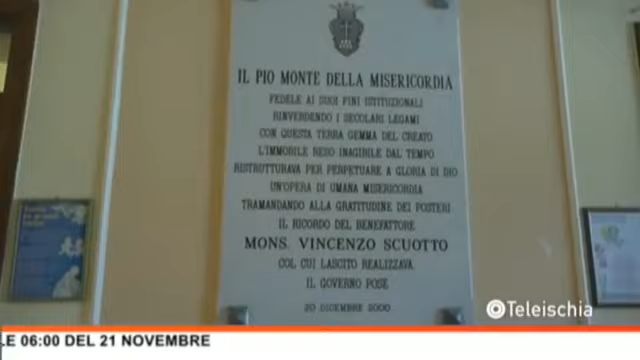 IL PIO MONTE DELLA MISERICORDIA
FEDELE AI SUOI FINI ISTITUZIONALI
RINVERDENDO I SECOLARI LEGAMI
CON QUESTA TERRA GEMMA DEL CREATO
L'IMMOBILE RESO INAGIBILE DAL TEMPO
RISTRUTTURAVA PER PERPETUARE A GLORIA DI DIO
UN'OPERA DI UMANA MISERICORDIA
TRAMANDANDO ALLA GRATITUDINE DEI POSTERI
IL RICORDO DEL BENEFATTORE
MONS. VINCENZO SCUOTTO
COL CUI LASCITO REALIZZAVA
IL GOVERNO POSE
20 DICEMBRE 2000
Teleischia
LE 06:00 DEL 21 NOVEMBRE